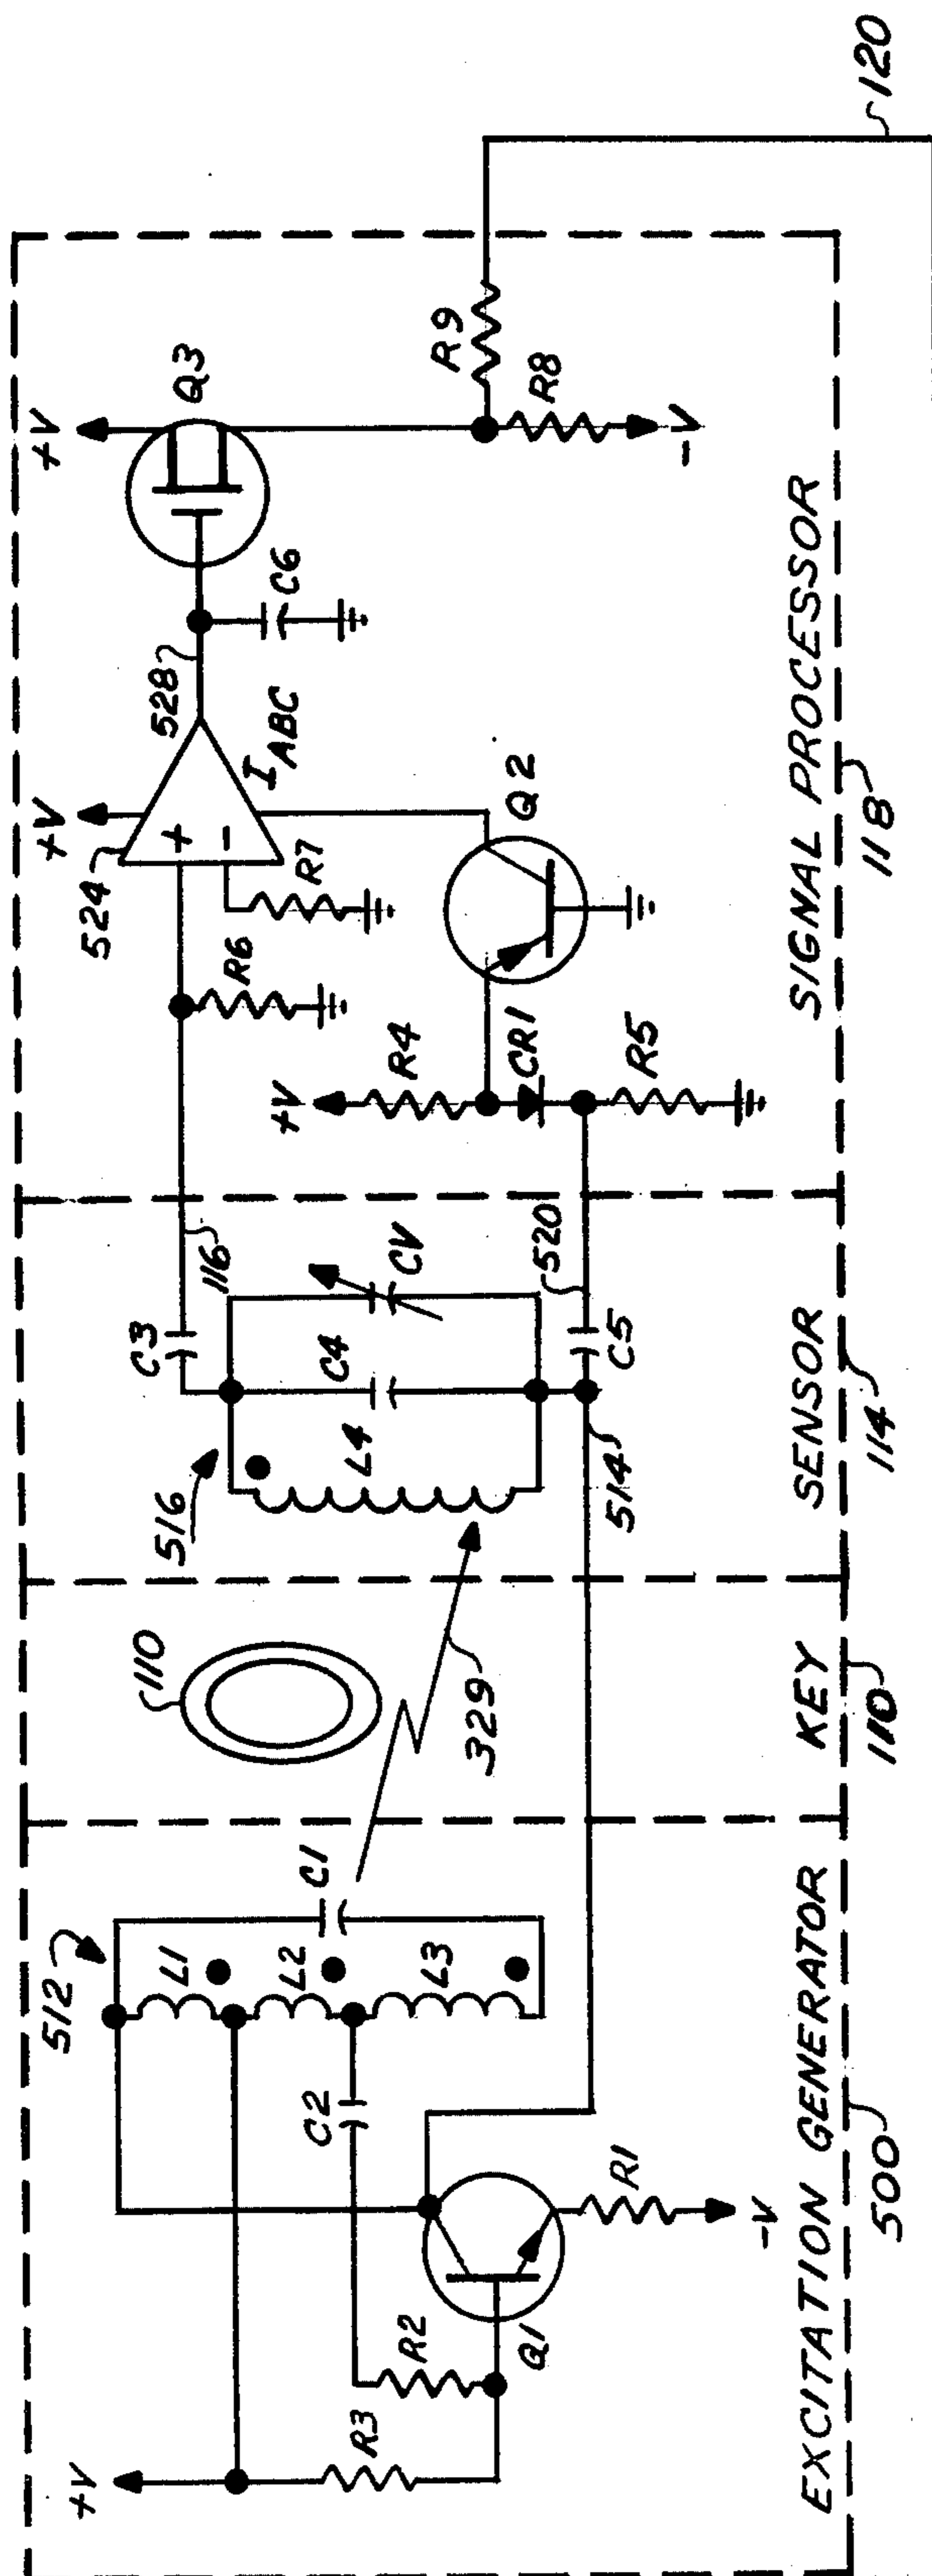 +V
R3
R2
Q1
R1
-V
C2
512
L1
L2
L3
C1
EXCITATION GENERATOR
500
110
329
KEY
110
516
L4
C4
CV
C3
116
514
C5
520
SENSOR
114
+V
R4
CR1
R5
R6
524
+V
+
-
R7
I ABC
528
Q2
C6
Q3
+V
R9
R8
-V
SIGNAL PROCESSOR
118
120